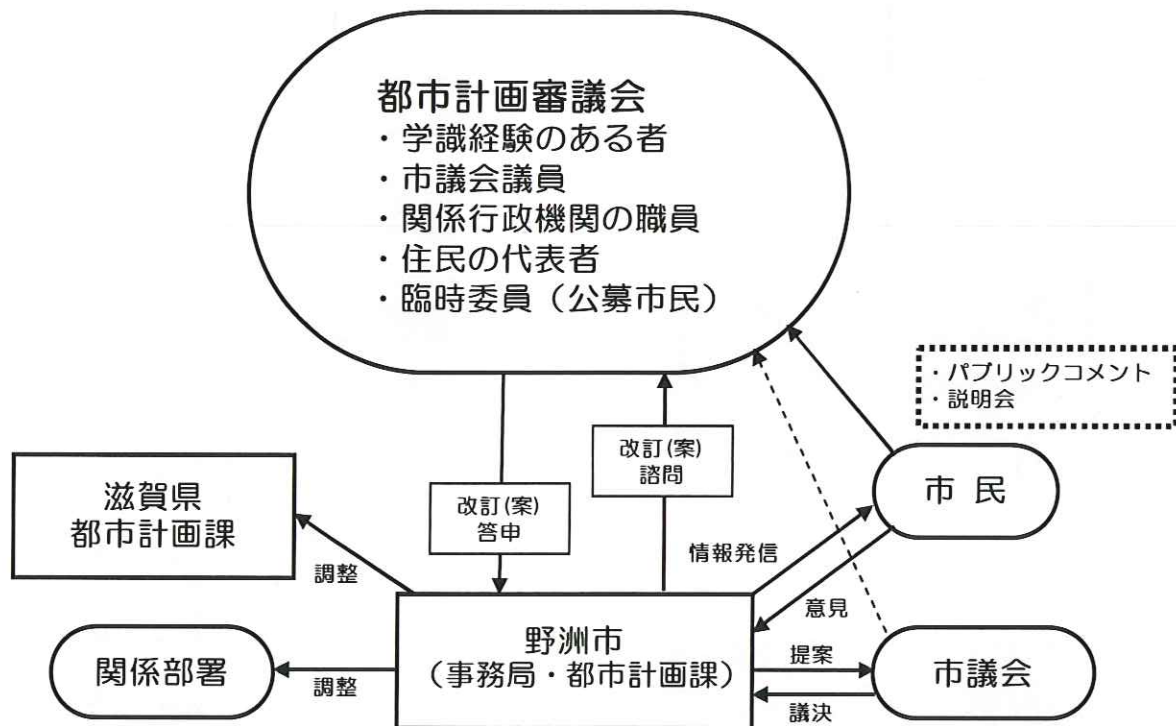 都市計画審議会
・学識経験のある者
・市議会議員
・関係行政機関の職員
・住民の代表者
・臨時委員（公募市民）
・パブリックコメント
・説明会
改訂(案)
諮問
市 民
滋賀県
都市計画課
改訂(案)
答申
情報発信
調整
意見
野洲市
（事務局・都市計画課）
提案
市議会
関係部署
調整
議決